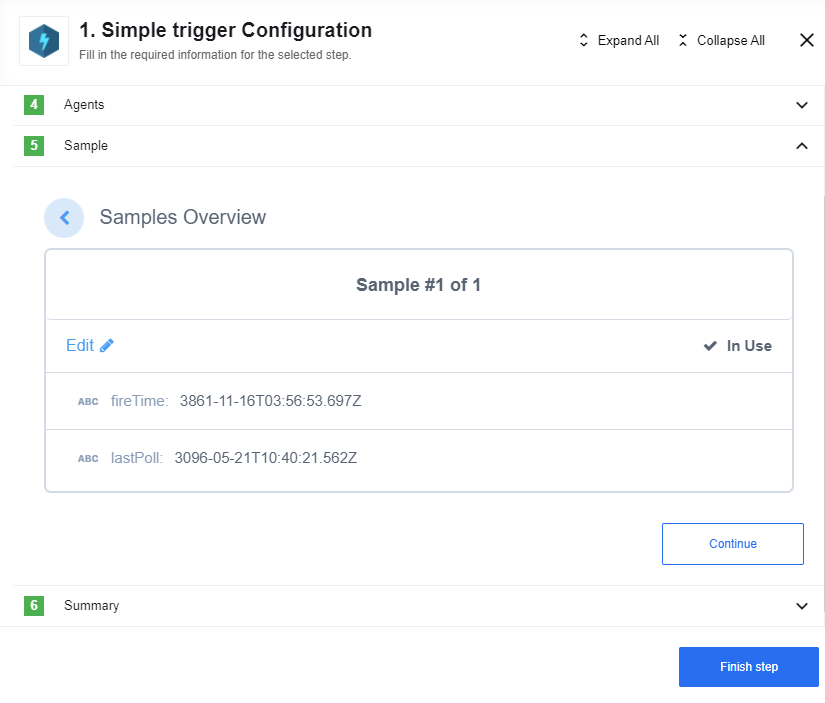 1. Simple trigger Configuration
Fill in the required information for the selected step.
Expand All
Collapse All
4 Agents
5 Sample
Samples Overview
Sample #1 of 1
Edit
In Use
ABC fireTime: 3861-11-16T03:56:53.697Z
ABC lastPoll: 3096-05-21T10:40:21.562Z
Continue
6 Summary
Finish step